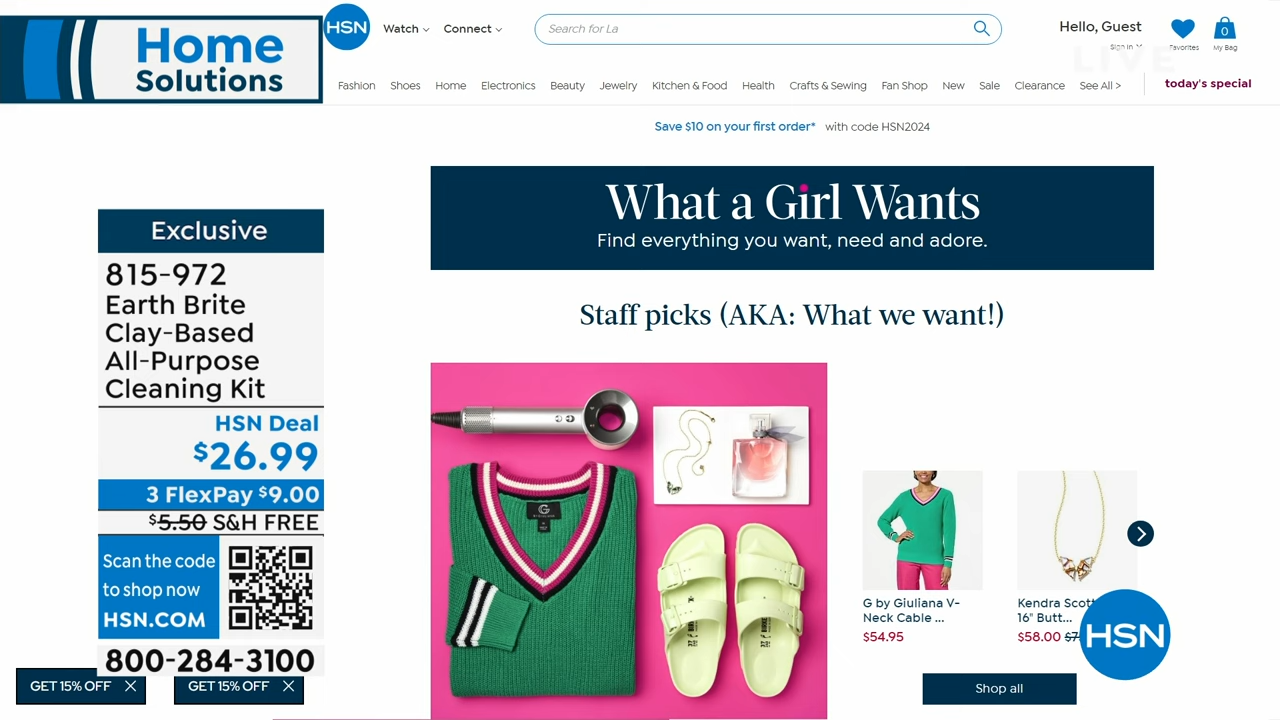 Home
Solutions
HSN
Watch
Connect
Search for La
Hello, Guest
Sign in
Favorites
0
My Bag
LIVE
Fashion
Shoes
Home
Electronics
Beauty
Jewelry
Kitchen & Food
Health
Crafts & Sewing
Fan Shop
New
Sale
Clearance
See All >
today's special
Save $10 on your first order* with code HSN2024
What a Girl Wants
Find everything you want, need and adore.
Staff picks (AKA: What we want!)
Exclusive
815-972
Earth Brite
Clay-Based
All-Purpose
Cleaning Kit
HSN Deal
$26.99
3 FlexPay $9.00
$5.50 S&H FREE
Scan the code
to shop now
HSN.COM
800-284-3100
GET 15% OFF
GET 15% OFF
G
G by Giuliana V-
Neck Cable ...
$54.95
Kendra Scott
16" Butt...
$58.00
HSN
Shop all